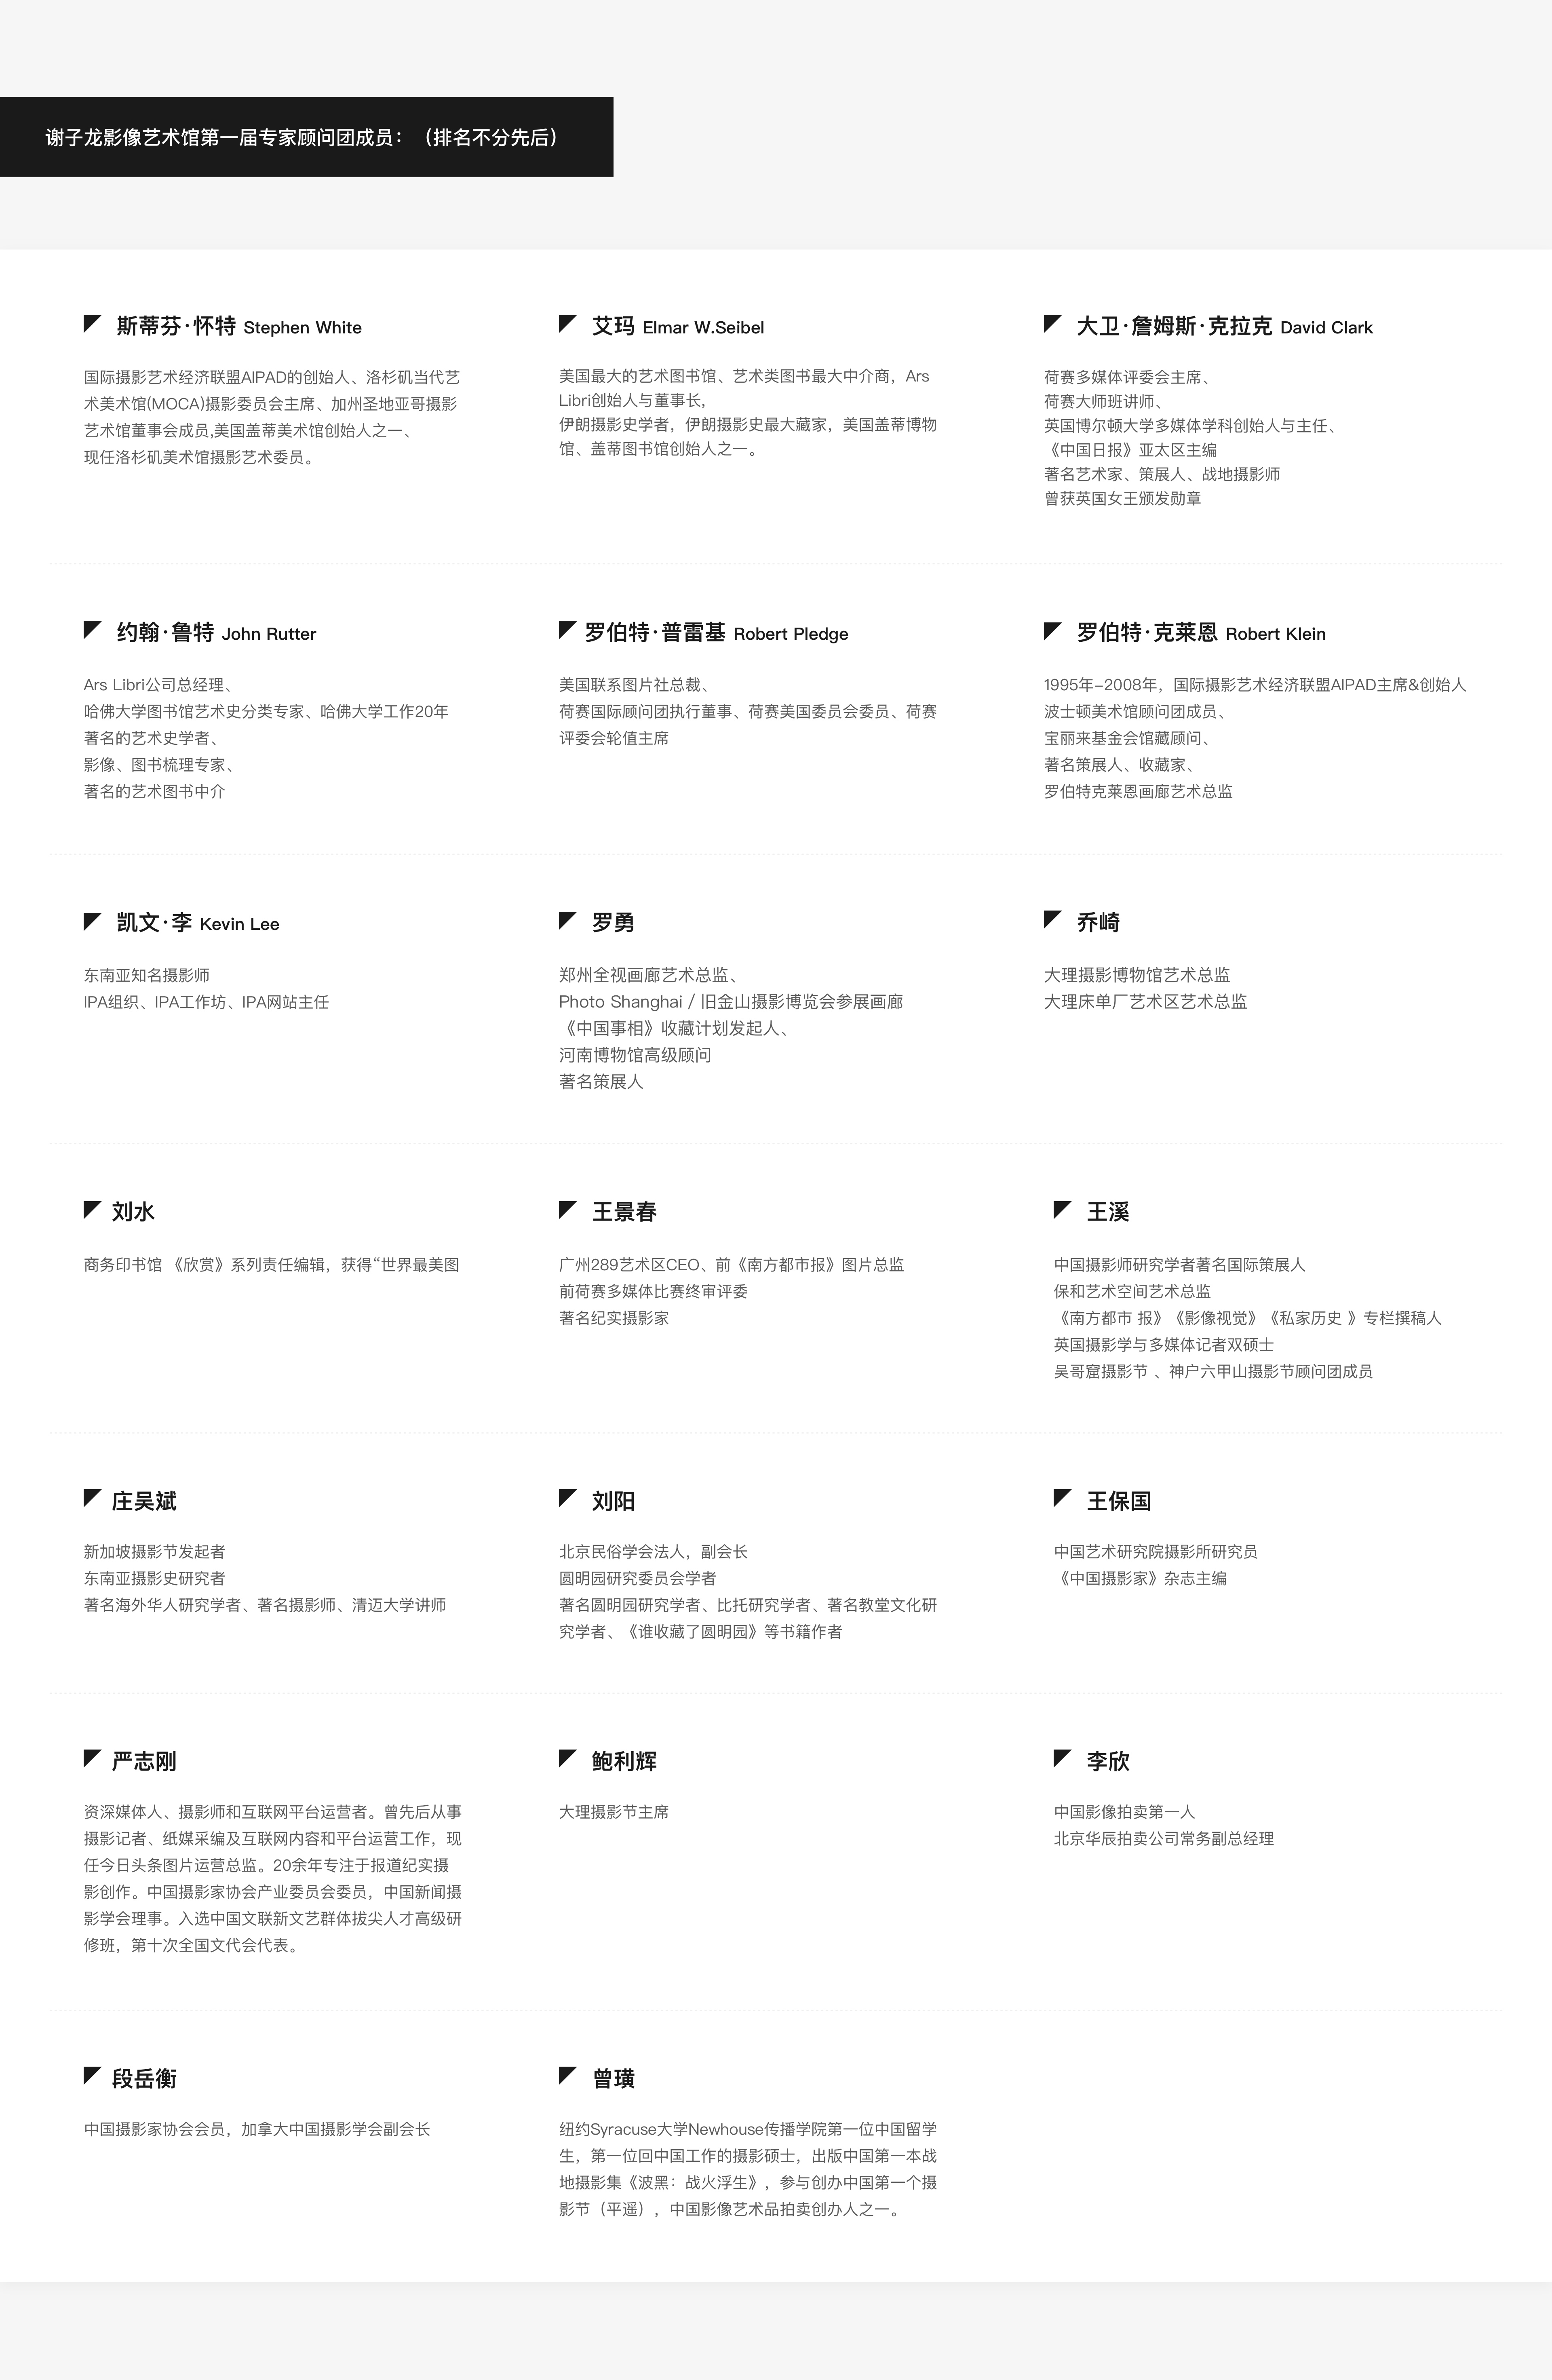 谢子龙影像艺术馆第一届专家顾问团成员：（排名不分先后）
斯蒂芬·怀特 Stephen White
国际摄影艺术经济联盟AIPAD的创始人、洛杉矶当代艺
术美术馆(MOCA)摄影委员会主席、加州圣地亚哥摄影
艺术馆董事会成员,美国盖蒂美术馆创始人之一、
现任洛杉矶美术馆摄影艺术委员。
艾玛 Elmar W.Seibel
美国最大的艺术图书馆、艺术类图书最大中介商，Ars
Libri创始人与董事长,
伊朗摄影史学者，伊朗摄影史最大藏家，美国盖蒂博物
馆、盖蒂图书馆创始人之一。
大卫·詹姆斯·克拉克 David Clark
荷赛多媒体评委会主席、
荷赛大师班讲师、
英国博尔顿大学多媒体学科创始人与主任、
《中国日报》亚太区主编
著名艺术家、策展人、战地摄影师
曾获英国女王颁发勋章
约翰·鲁特 John Rutter
Ars Libri公司总经理、
哈佛大学图书馆艺术史分类专家、哈佛大学工作20年
著名的艺术史学者、
影像、图书梳理专家、
著名的艺术图书中介
罗伯特·普雷基 Robert Pledge
美国联系图片社总裁、
荷赛国际顾问团执行董事、荷赛美国委员会委员、荷赛
评委会轮值主席
罗伯特·克莱恩 Robert Klein
1995年-2008年，国际摄影艺术经济联盟AIPAD主席&创始人
波士顿美术馆顾问团成员、
宝丽来基金会馆藏顾问、
著名策展人、收藏家、
罗伯特克莱恩画廊艺术总监
凯文·李 Kevin Lee
东南亚知名摄影师
IPA组织、IPA工作坊、IPA网站主任
罗勇
郑州全视画廊艺术总监、
Photo Shanghai / 旧金山摄影博览会参展画廊
《中国事相》收藏计划发起人、
河南博物馆高级顾问
著名策展人
乔崎
大理摄影博物馆艺术总监
大理床单厂艺术区艺术总监
刘水
商务印书馆 《欣赏》系列责任编辑，获得“世界最美图
王景春
广州289艺术区CEO、前《南方都市报》图片总监
前荷赛多媒体比赛终审评委
著名纪实摄影家
王溪
中国摄影师研究学者著名国际策展人
保和艺术空间艺术总监
《南方都市 报》《影像视觉》《私家历史 》专栏撰稿人
英国摄影学与多媒体记者双硕士
吴哥窟摄影节 、神户六甲山摄影节顾问团成员
庄吴斌
新加坡摄影节发起者
东南亚摄影史研究者
著名海外华人研究学者、著名摄影师、清迈大学讲师
刘阳
北京民俗学会法人，副会长
圆明园研究委员会学者
著名圆明园研究学者、比托研究学者、著名教堂文化研
究学者、《谁收藏了圆明园》等书籍作者
王保国
中国艺术研究院摄影所研究员
《中国摄影家》杂志主编
严志刚
资深媒体人、摄影师和互联网平台运营者。曾先后从事
摄影记者、纸媒采编及互联网内容和平台运营工作，现
任今日头条图片运营总监。20余年专注于报道纪实摄
影创作。中国摄影家协会产业委员会委员，中国新闻摄
影学会理事。入选中国文联新文艺群体拔尖人才高级研
修班，第十次全国文代会代表。
鲍利辉
大理摄影节主席
李欣
中国影像拍卖第一人
北京华辰拍卖公司常务副总经理
段岳衡
中国摄影家协会会员，加拿大中国摄影学会副会长
曾璜
纽约Syracuse大学Newhouse传播学院第一位中国留学
生，第一位回中国工作的摄影硕士，出版中国第一本战
地摄影集《波黑：战火浮生》，参与创办中国第一个摄
影节（平遥），中国影像艺术品拍卖创办人之一。